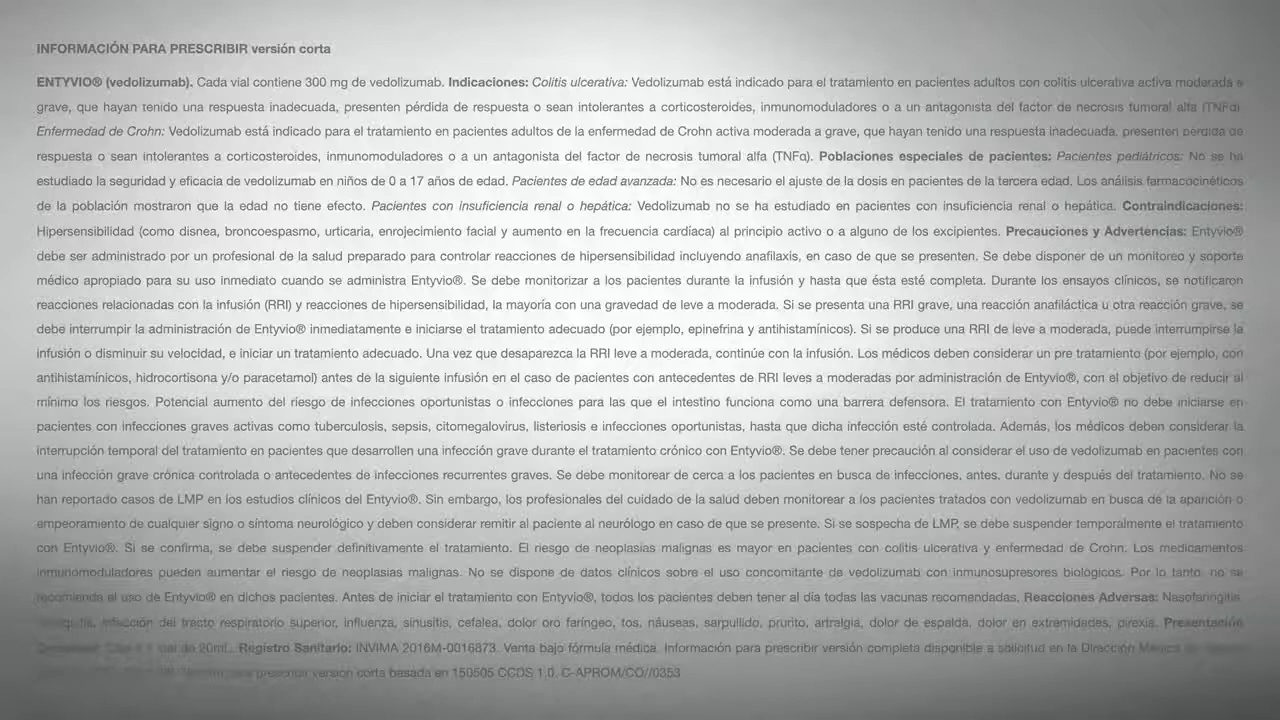 INFORMACIÓN PARA PRESCRIBIR versión corta
ENTYVIO® (vedolizumab). Cada vial contiene 300 mg de vedolizumab. Indicaciones: Colitis ulcerativa: Vedolizumab está indicado para el tratamiento en pacientes adultos con colitis ulcerativa activa moderada a
grave, que hayan tenido una respuesta inadecuada, presenten pérdida de respuesta o sean intolerantes a corticosteroides, inmunomoduladores o a un antagonista del factor de necrosis tumoral alfa (TNFα).
Enfermedad de Crohn: Vedolizumab está indicado para el tratamiento en pacientes adultos de la enfermedad de Crohn activa moderada a grave, que hayan tenido una respuesta inadecuada, presenten pérdida de
respuesta o sean intolerantes a corticosteroides, inmunomoduladores o a un antagonista del factor de necrosis tumoral alfa (TNFα). Poblaciones especiales de pacientes: Pacientes pediátricos: No se ha
estudiado la seguridad y eficacia de vedolizumab en niños de 0 a 17 años de edad. Pacientes de edad avanzada: No es necesario el ajuste de la dosis en pacientes de la tercera edad. Los análisis farmacocinéticos
de la población mostraron que la edad no tiene efecto. Pacientes con insuficiencia renal o hepática: Vedolizumab no se ha estudiado en pacientes con insuficiencia renal o hepática. Contraindicaciones:
Hipersensibilidad (como disnea, broncoespasmo, urticaria, enrojecimiento facial y aumento en la frecuencia cardíaca) al principio activo o a alguno de los excipientes. Precauciones y Advertencias: Entyvio®
debe ser administrado por un profesional de la salud preparado para controlar reacciones de hipersensibilidad incluyendo anafilaxis, en caso de que se presenten. Se debe disponer de un monitoreo y soporte
médico apropiado para su uso inmediato cuando se administra Entyvio®. Se debe monitorizar a los pacientes durante la infusión y hasta que ésta esté completa. Durante los ensayos clínicos, se notificaron
reacciones relacionadas con la infusión (RRI) y reacciones de hipersensibilidad, la mayoría con una gravedad de leve a moderada. Si se presenta una RRI grave, una reacción anafiláctica u otra reacción grave, se
debe interrumpir la administración de Entyvio® inmediatamente e iniciarse el tratamiento adecuado (por ejemplo, epinefrina y antihistamínicos). Si se produce una RRI de leve a moderada, puede interrumpirse la
infusión o disminuir su velocidad, e iniciar un tratamiento adecuado. Una vez que desaparezca la RRI leve a moderada, continúe con la infusión. Los médicos deben considerar un pre tratamiento (por ejemplo, con
antihistamínicos, hidrocortisona y/o paracetamol) antes de la siguiente infusión en el caso de pacientes con antecedentes de RRI leves a moderadas por administración de Entyvio®, con el objetivo de reducir al
mínimo los riesgos. Potencial aumento del riesgo de infecciones oportunistas o infecciones para las que el intestino funciona como una barrera defensora. El tratamiento con Entyvio® no debe iniciarse en
pacientes con infecciones graves activas como tuberculosis, sepsis, citomegalovirus, listeriosis e infecciones oportunistas, hasta que dicha infección esté controlada. Además, los médicos deben considerar la
interrupción temporal del tratamiento en pacientes que desarrollen una infección grave durante el tratamiento crónico con Entyvio®. Se debe tener precaución al considerar el uso de vedolizumab en pacientes con
una infección grave crónica controlada o antecedentes de infecciones recurrentes graves. Se debe monitorear de cerca a los pacientes en busca de infecciones, antes, durante y después del tratamiento. No se
han reportado casos de LMP en los estudios clínicos del Entyvio®. Sin embargo, los profesionales del cuidado de la salud deben monitorear a los pacientes tratados con vedolizumab en busca de la aparición o
empeoramiento de cualquier signo o síntoma neurológico y deben considerar remitir al paciente al neurólogo en caso de que se presente. Si se sospecha de LMP, se debe suspender temporalmente el tratamiento
con Entyvio®. Si se confirma, se debe suspender definitivamente el tratamiento. El riesgo de neoplasias malignas es mayor en pacientes con colitis ulcerativa y enfermedad de Crohn. Los medicamentos
inmunomoduladores pueden aumentar el riesgo de neoplasias malignas. No se dispone de datos clínicos sobre el uso concomitante de vedolizumab con inmunosupresores biológicos. Por lo tanto, no se
recomienda el uso de Entyvio® en dichos pacientes. Antes de iniciar el tratamiento con Entyvio®, todos los pacientes deben tener al día todas las vacunas recomendadas. Reacciones Adversas: Nasofaringitis,
infección del tracto respiratorio superior, influenza, sinusitis, cefalea, dolor oro faríngeo, tos, náuseas, sarpullido, prurito, artralgia, dolor de espalda, dolor en extremidades, pirexia. Presentación
Caja x 1 vial de 20mL. Registro Sanitario: INVIMA 2016M-0016873. Venta bajo fórmula médica. Información para prescribir versión completa disponible a solicitud en la Dirección Médica
para prescribir versión corta basada en 150505 CCDS 1.0. C-APROM/CO//0353